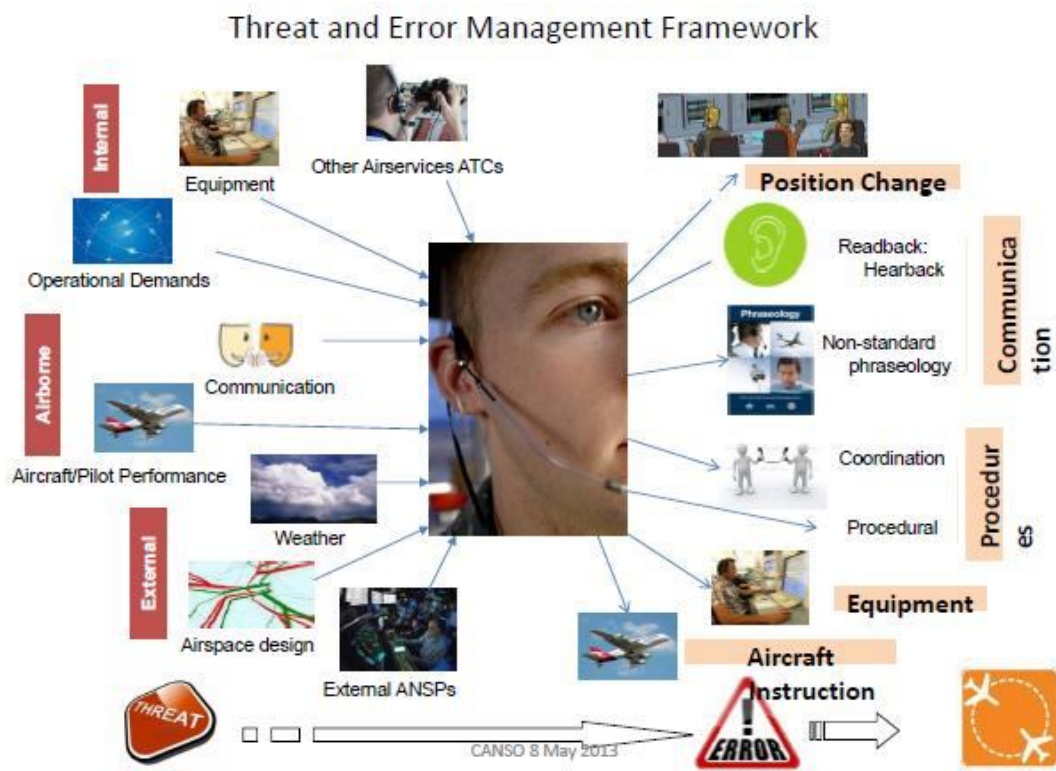 Threat and Error Management Framework
Internal
Equipment
Other Airservices ATCs
Position Change
Operational Demands
Readback:
Hearback
Communica
tion
Airborne
Communication
Phraseology
Non-standard
phraseology
Aircraft/Pilot Performance
Coordination
Weather
Procedural
Procedur
es
External
Airspace design
External ANSPs
Equipment
Aircraft
Instruction
THREAT
ERROR
CANSO 8 May 2013